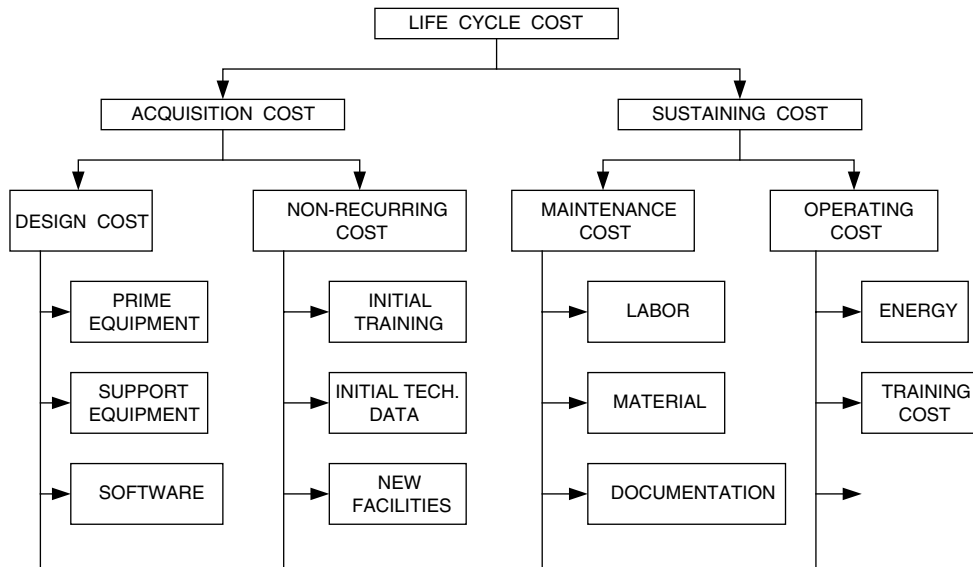 LIFE CYCLE COST
ACQUISITION COST
SUSTAINING COST
DESIGN COST
NON-RECURRING
COST
MAINTENANCE
COST
OPERATING
COST
PRIME
EQUIPMENT
INITIAL
TRAINING
LABOR
ENERGY
SUPPORT
EQUIPMENT
INITIAL TECH.
DATA
MATERIAL
TRAINING
COST
SOFTWARE
NEW
FACILITIES
DOCUMENTATION